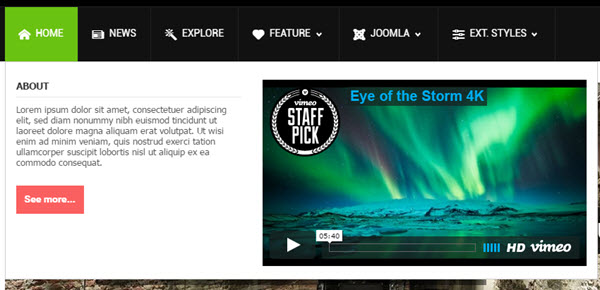 HOME NEWS EXPLORE FEATURE JOOMLA EXT. STYLES
ABOUT
Lorem ipsum dolor sit amet, consectetuer adipiscing
elit, sed diam nonummy nibh euismod tincidunt ut
laoreet dolore magna aliquam erat volutpat. Ut wisi
enim ad minim veniam, quis nostrud exerci tation
ullamcorper suscipit lobortis nisl ut aliquip ex ea
commodo consequat.
See more...
Eye of the Storm 4K
vimeo
STAFF
PICK
05:40
HD vimeo